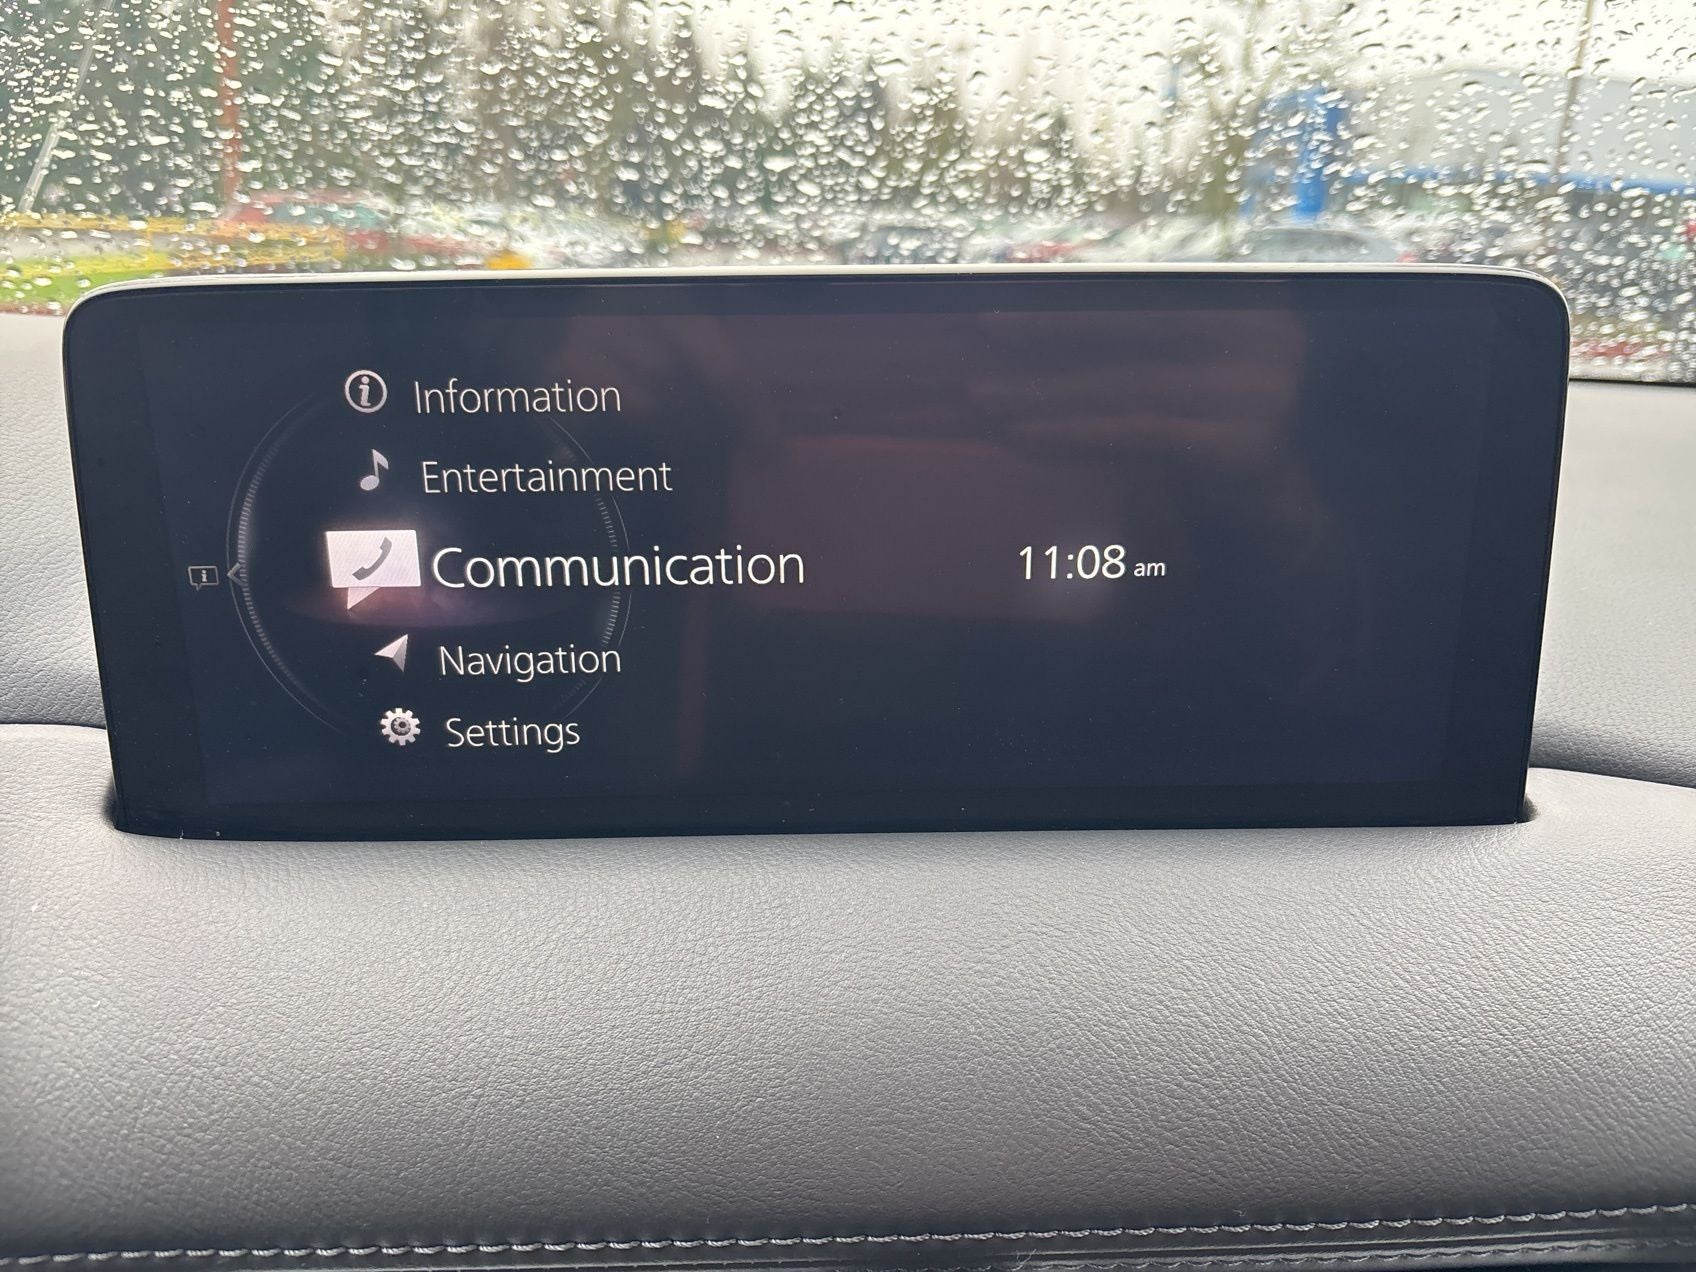 Information
Entertainment
Communication
11:08 am
Navigation
Settings